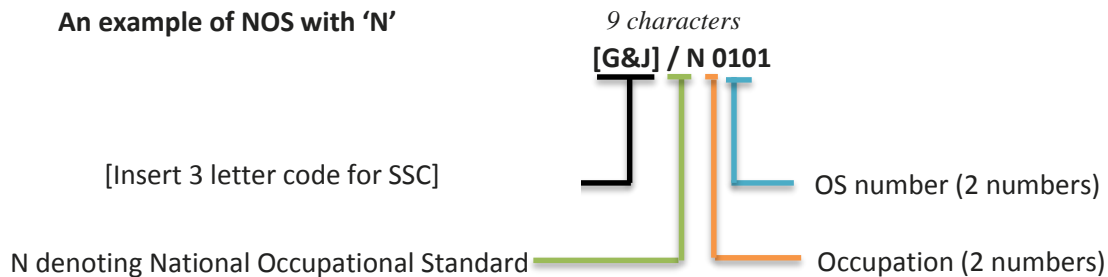 An example of NOS with ‘N’
9 characters
[G&J] / N 0101
[Insert 3 letter code for SSC]
OS number (2 numbers)
N denoting National Occupational Standard
Occupation (2 numbers)